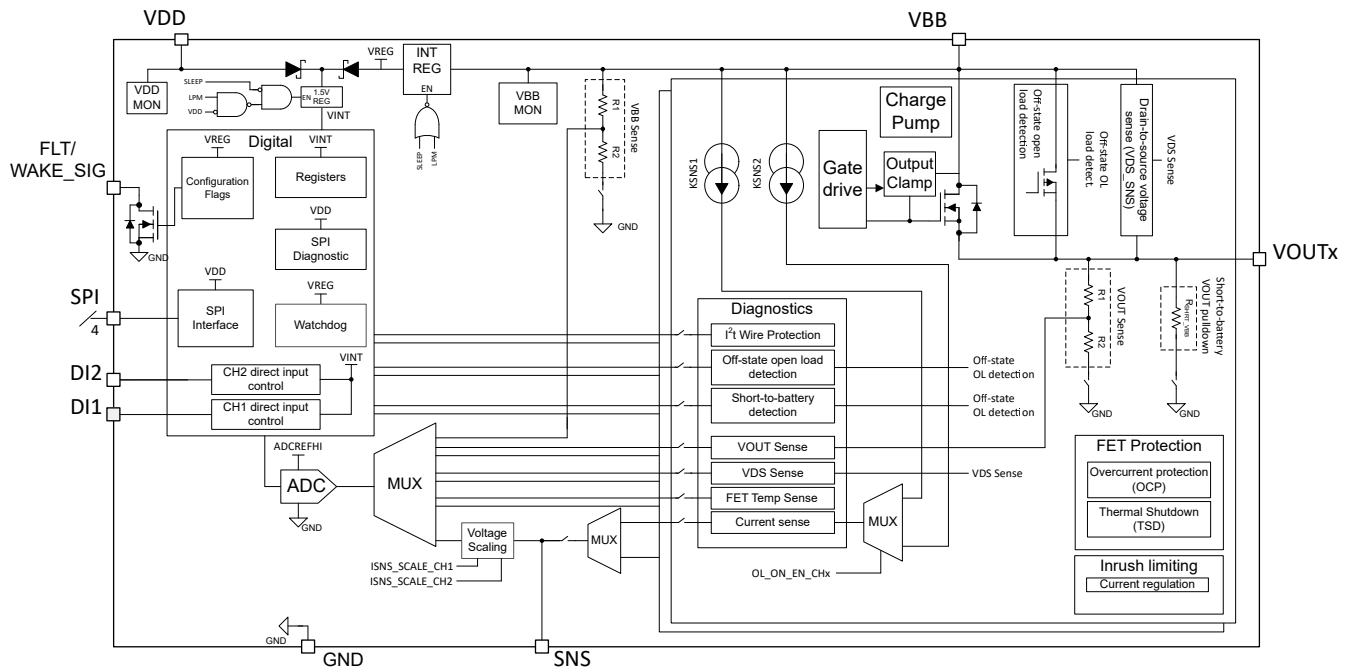 VDD
VBB
VREG
INT
REG
EN
SLEEP
LPM
VDD
EN
1.5V
REG
VINT
VDD
MON
VBB
MON
LPM
SLEEP
R1
R2
VBB Sense
GND
Charge
Pump
Gate
drive
Output
Clamp
KSNS1
KSNS2
Off-state open
load detection
Off-state OL
load detect.
Drain-to-source voltage
sense (VDS_SNS)
VDS Sense
FLT/
WAKE_SIG
GND
Digital
VREG
Configuration
Flags
VINT
Registers
VDD
SPI
Diagnostic
VDD
SPI
Interface
VREG
Watchdog
SPI
4
VINT
DI2
CH2 direct input
control
DI1
CH1 direct input
control
VOUTx
R1
R2
VOUT Sense
GND
RSHRT_VBB
Short-to-battery
VOUT pulldown
GND
Diagnostics
I2t Wire Protection
Off-state open load
detection
Off-state
OL detection
Short-to-battery
detection
Off-state
OL detection
VOUT Sense
VDS Sense
VDS Sense
FET Temp Sense
Current sense
MUX
OL_ON_EN_CHx
ADCREFHI
ADC
GND
MUX
Voltage
Scaling
ISNS_SCALE_CH1
ISNS_SCALE_CH2
MUX
FET Protection
Overcurrent protection
(OCP)
Thermal Shutdown
(TSD)
Inrush limiting
Current regulation
GND
GND
SNS